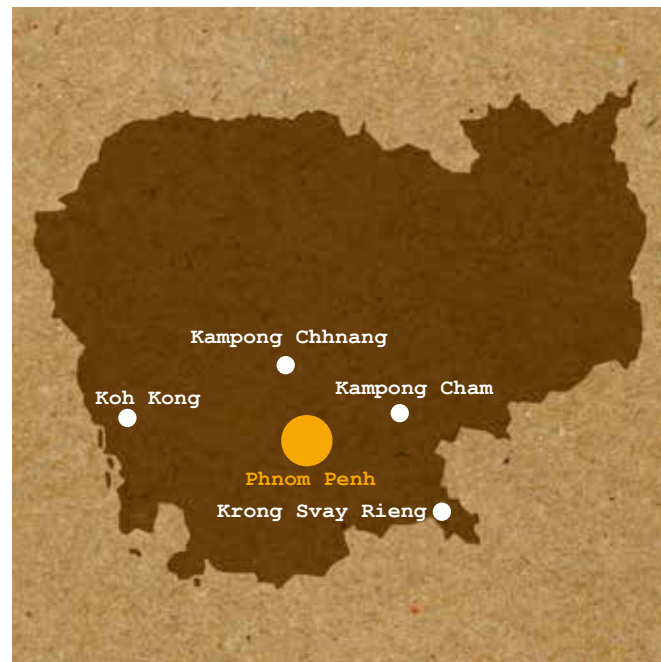 Kampong Chhnang
Kampong Cham
Koh Kong
Phnom Penh
Krong Svay Rieng